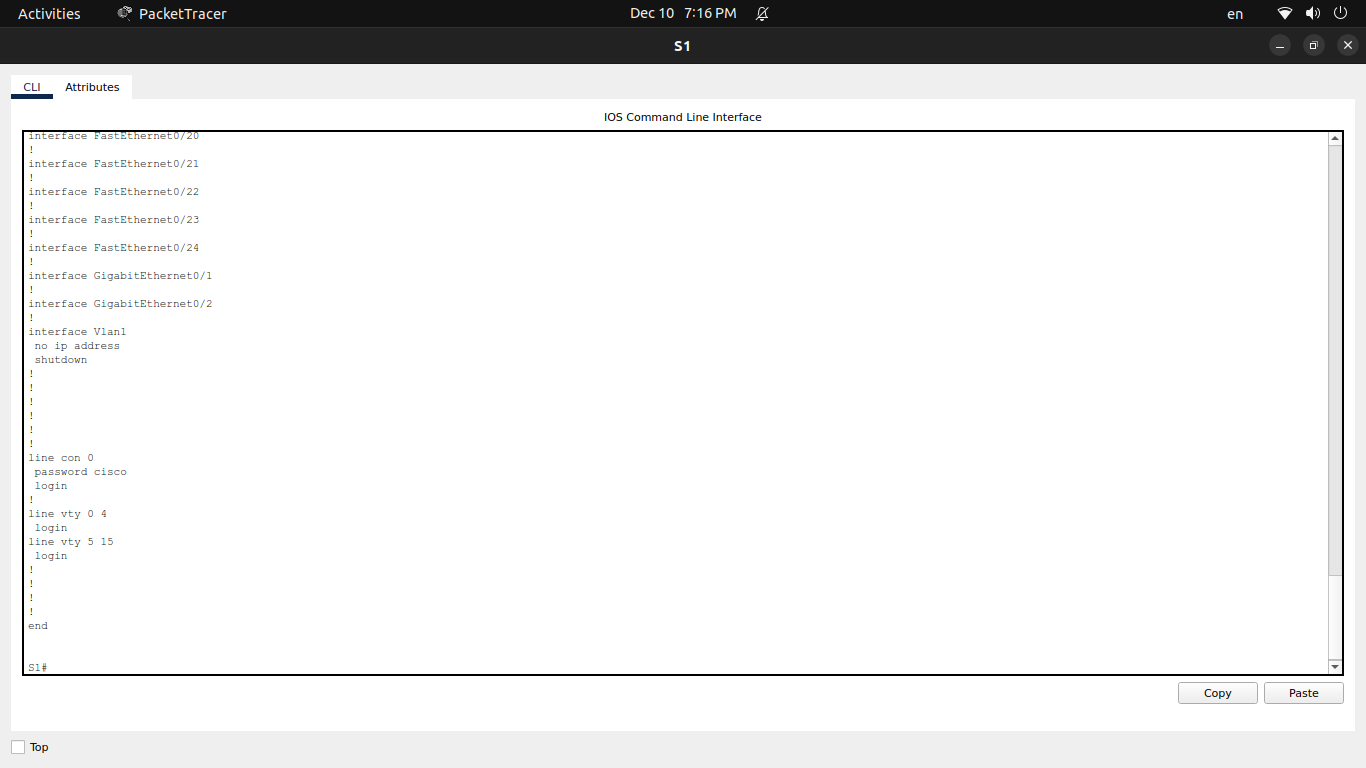 Activities
PacketTracer
Dec 10 7:16 PM
en
S1
CLI
Attributes
IOS Command Line Interface
interface FastEthernet0/20
!
interface FastEthernet0/21
!
interface FastEthernet0/22
!
interface FastEthernet0/23
!
interface FastEthernet0/24
!
interface GigabitEthernet0/1
!
interface GigabitEthernet0/2
!
interface Vlan1
 no ip address
 shutdown
!
!
!
!
!
!
line con 0
 password cisco
 login
!
line vty 0 4
 login
line vty 5 15
 login
!
!
!
!
end
S1#
Copy
Paste
Top